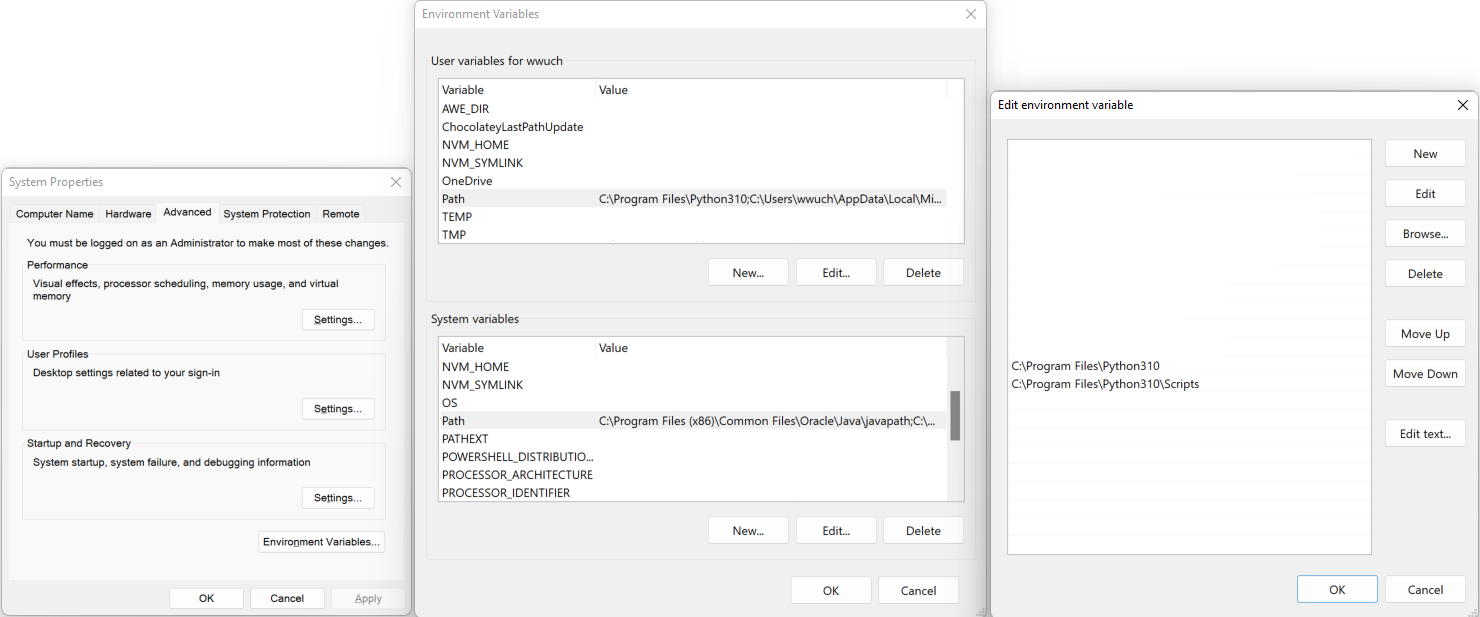 System Properties
Computer Name Hardware Advanced System Protection Remote
You must be logged on as an Administrator to make most of these changes.
Performance
Visual effects, processor scheduling, memory usage, and virtual
memory
Settings...
User Profiles
Desktop settings related to your sign-in
Settings...
Startup and Recovery
System startup, system failure, and debugging information
Settings...
Environment Variables...
OK Cancel Apply
Environment Variables
User variables for wwuch
Variable Value
AWE_DIR
ChocolateyLastPathUpdate
NVM_HOME
NVM_SYMLINK
OneDrive
Path C:\Program Files\Python310;C:\Users\wwuch\AppData\Local\Mi...
TEMP
TMP
New... Edit... Delete
System variables
Variable Value
NVM_HOME
NVM_SYMLINK
OS
Path C:\Program Files (x86)\Common Files\Oracle\Java\javapath;C:\...
PATHEXT
POWERSHELL_DISTRIBUTIO...
PROCESSOR_ARCHITECTURE
PROCESSOR_IDENTIFIER
New... Edit... Delete
OK Cancel
Edit environment variable
C:\Program Files\Python310
C:\Program Files\Python310\Scripts
New
Edit
Browse...
Delete
Move Up
Move Down
Edit text...
OK Cancel